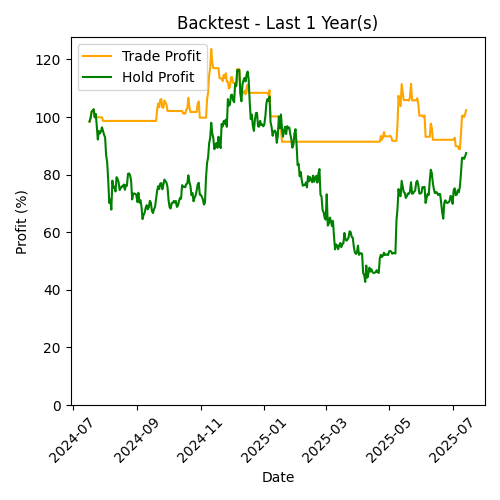 Backtest - Last 1 Year(s)
Trade Profit
Hold Profit
Profit (%)
120
100
80
60
40
20
0
2024-07
2024-09
2024-11
2025-01
2025-03
2025-05
2025-07
Date